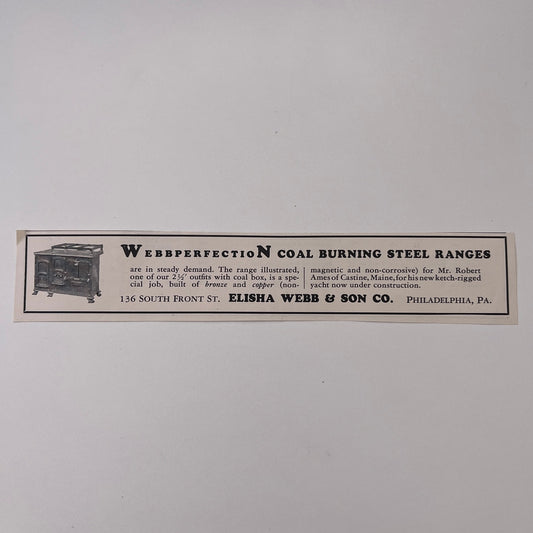 WEBBPERFECTION COAL BURNING STEEL RANGES
are in steady demand. The range illustrated,
one of our 2½' outfits with coal box, is a spe-
cial job, built of bronze and copper (non-
magnetic and non-corrosive) for Mr. Robert
Ames of Castine, Maine, for his new ketch-rigged
yacht now under construction.
136 SOUTH FRONT ST. ELISHA WEBB & SON CO. PHILADELPHIA, PA.